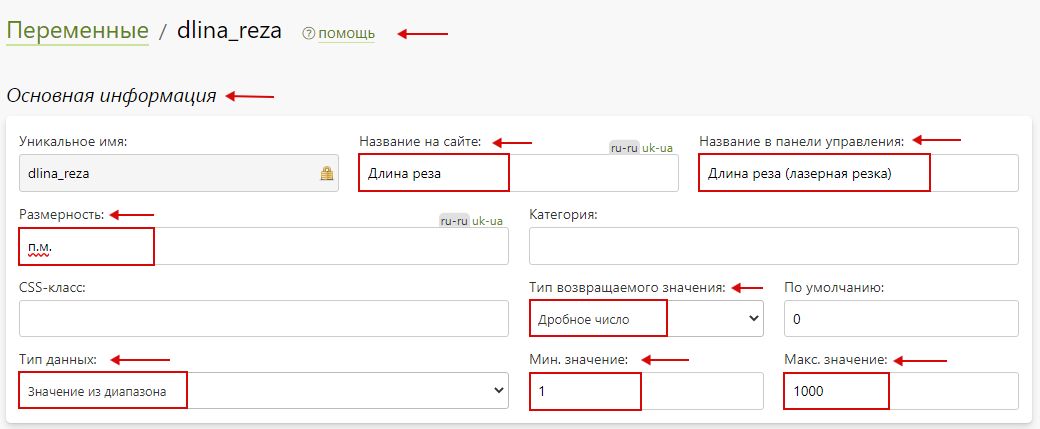 Переменные / dlina_reza ? помощь
Основная информация
Уникальное имя: Название на сайте: ru-ru uk-ua Название в панели управления:
dlina_reza Длина реза Длина реза (лазерная резка)
Размерность: ru-ru uk-ua Категория:
п.м.
CSS-класс: Тип возвращаемого значения: По умолчанию:
Дробное число 0
Тип данных: Мин. значение: Макс. значение:
Значение из диапазона 1 1000